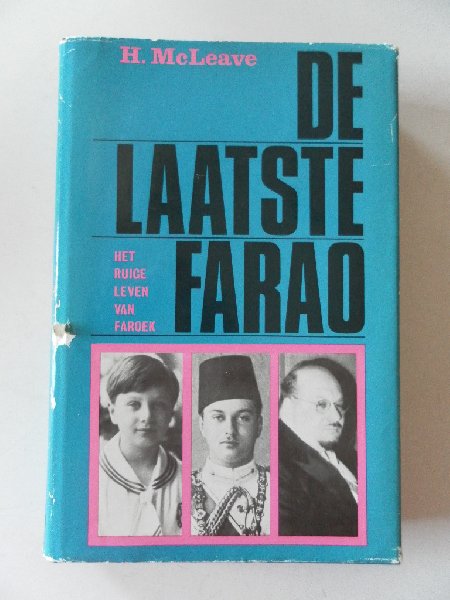 H. McLeave
DE
LAATSTE
FARAO
HET
RUIGE
LEVEN
VAN
FAROEK